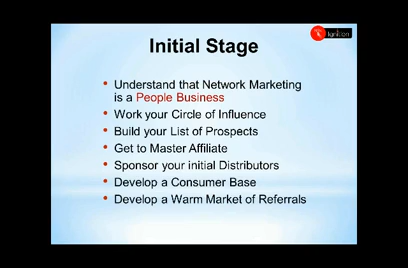 Ignition
Initial Stage
• Understand that Network Marketing
is a People Business
• Work your Circle of Influence
• Build your List of Prospects
• Get to Master Affiliate
• Sponsor your initial Distributors
• Develop a Consumer Base
• Develop a Warm Market of Referrals